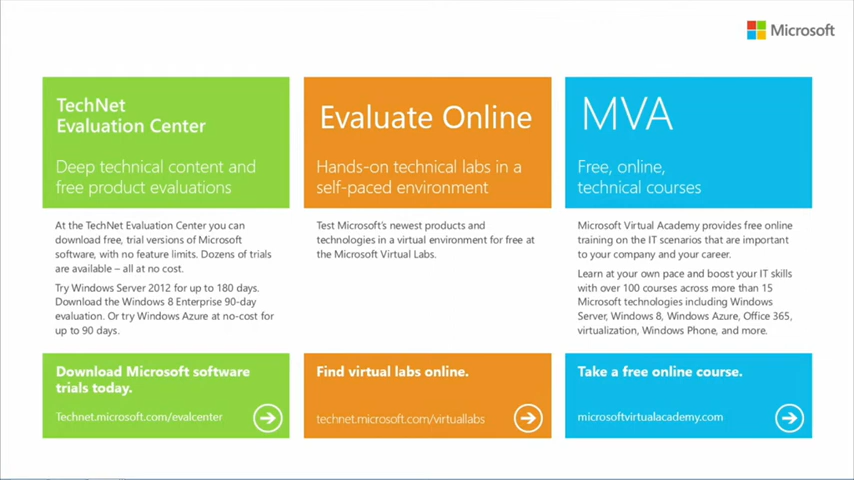 Microsoft
TechNet
Evaluation Center
Deep technical content and
free product evaluations
At the TechNet Evaluation Center you can
download free, trial versions of Microsoft
software, with no feature limits. Dozens of trials
are available – all at no cost.
Try Windows Server 2012 for up to 180 days.
Download the Windows 8 Enterprise 90-day
evaluation. Or try Windows Azure at no-cost for
up to 90 days.
Download Microsoft software
trials today.
Technet.microsoft.com/evalcenter
Evaluate Online
Hands-on technical labs in a
self-paced environment
Test Microsoft's newest products and
technologies in a virtual environment for free at
the Microsoft Virtual Labs.
Find virtual labs online.
technet.microsoft.com/virtuallabs
MVA
Free, online,
technical courses
Microsoft Virtual Academy provides free online
training on the IT scenarios that are important
to your company and your career.
Learn at your own pace and boost your IT skills
with over 100 courses across more than 15
Microsoft technologies including Windows
Server, Windows 8, Windows Azure, Office 365,
virtualization, Windows Phone, and more.
Take a free online course.
microsoftvirtualacademy.com